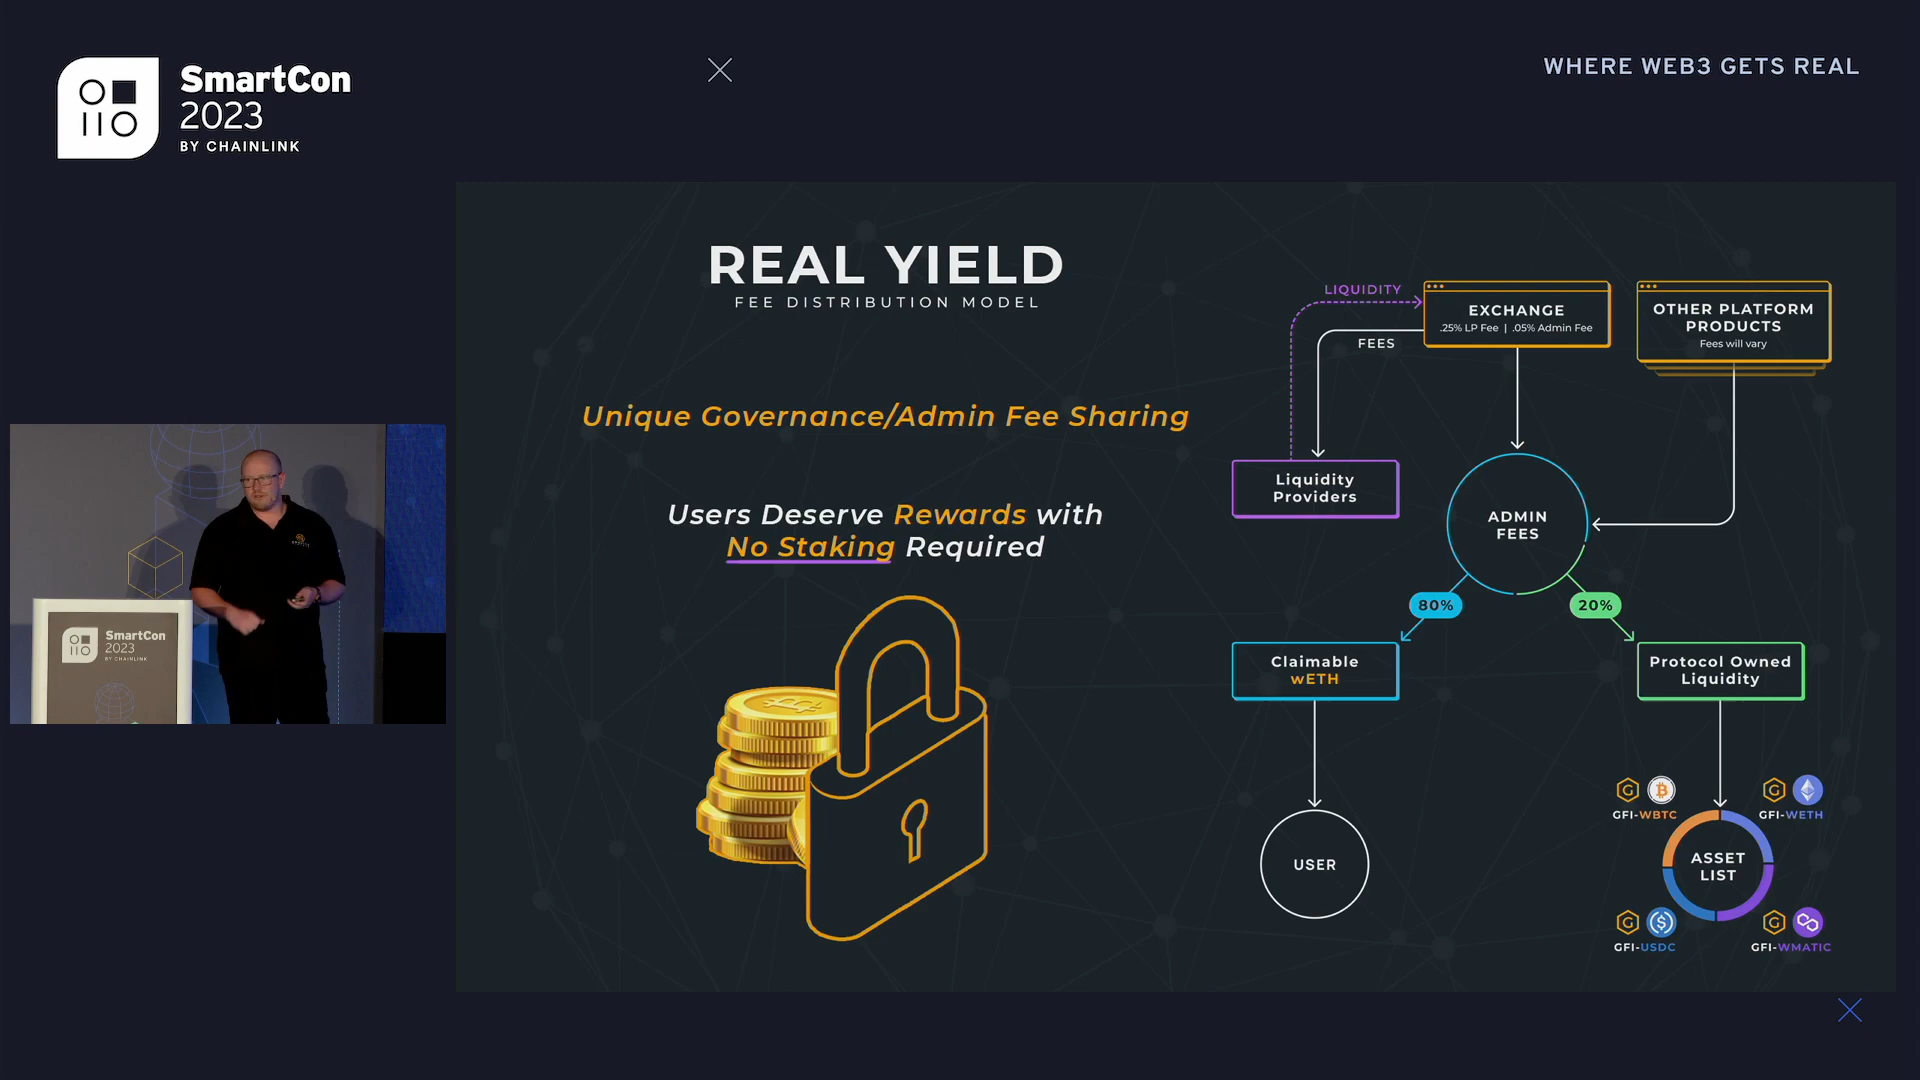 SmartCon
2023
BY CHAINLINK
WHERE WEB3 GETS REAL
REAL YIELD
FEE DISTRIBUTION MODEL
Unique Governance/Admin Fee Sharing
Users Deserve Rewards with
No Staking Required
LIQUIDITY
FEES
EXCHANGE
.25% LP Fee | .05% Admin Fee
OTHER PLATFORM
PRODUCTS
Fees will vary
Liquidity
Providers
ADMIN
FEES
80%
20%
Claimable
wETH
Protocol Owned
Liquidity
USER
GFI-WBTC
GFI-WETH
ASSET
LIST
GFI-USDC
GFI-WMATIC
SmartCon
2023
BY CHAINLINK